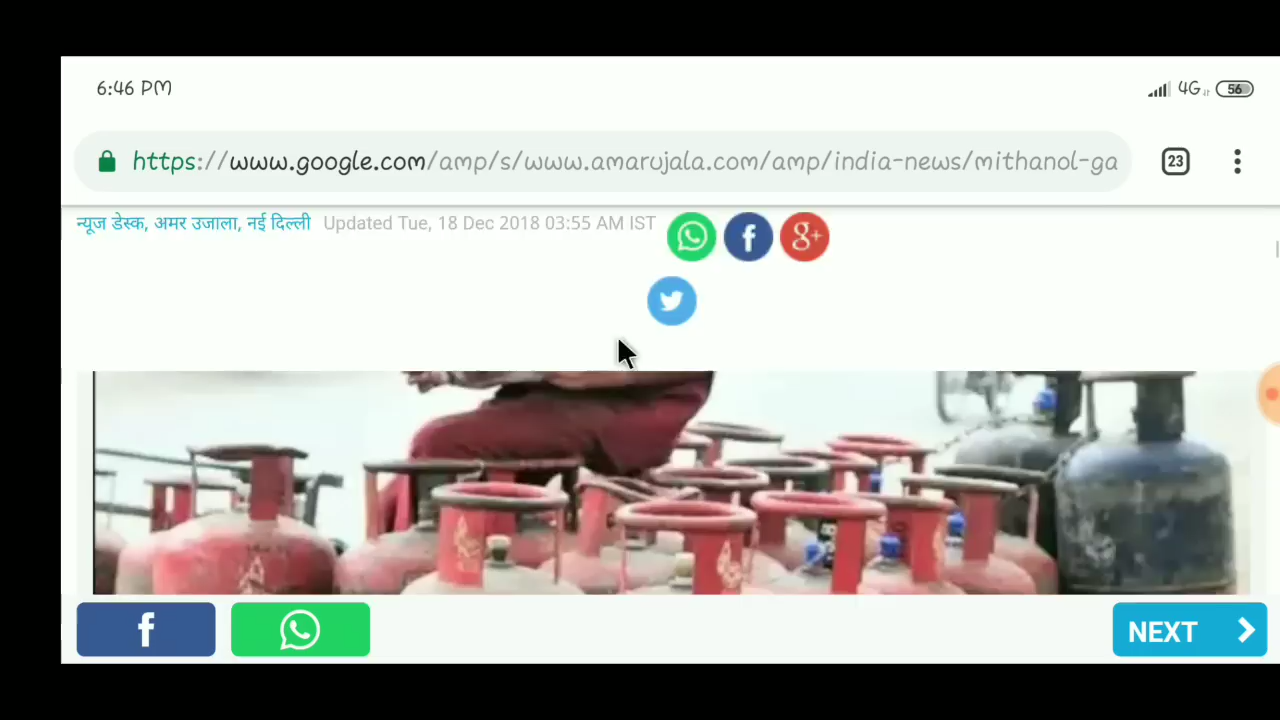 6:46 PM
4G
56
https://www.google.com/amp/s/www.amarujala.com/amp/india-news/mithanol-ga
23
न्यूज डेस्क, अमर उजाला, नई दिल्ली Updated Tue, 18 Dec 2018 03:55 AM IST
f
g+
f
NEXT